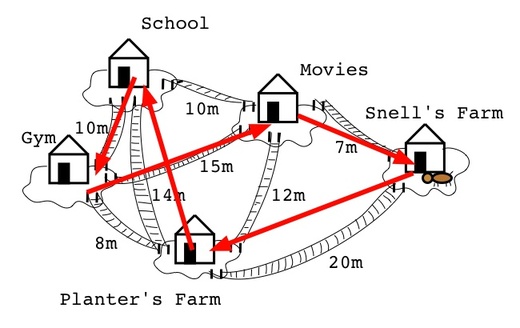 School
Movies
10m
Snell's Farm
Gym
10m
7m
15m
14m
12m
8m
20m
Planter's Farm